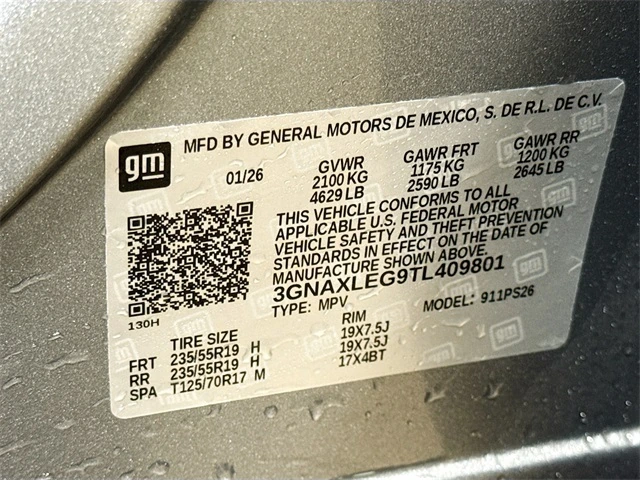 gm
MFD BY GENERAL MOTORS DE MEXICO, S. DE R.L. DE C.V.
01/26 GVWR GAWR FRT GAWR RR
2100 KG 1175 KG 1200 KG
4629 LB 2590 LB 2645 LB
THIS VEHICLE CONFORMS TO ALL
APPLICABLE U.S. FEDERAL MOTOR
VEHICLE SAFETY AND THEFT PREVENTION
STANDARDS IN EFFECT ON THE DATE OF
MANUFACTURE SHOWN ABOVE.
3GNAXLEG9TL409801
TYPE: MPV MODEL: 911PS26
130H
TIRE SIZE RIM
FRT 235/55R19 H 19X7.5J
RR 235/55R19 H 19X7.5J
SPA T125/70R17 M 17X4BT